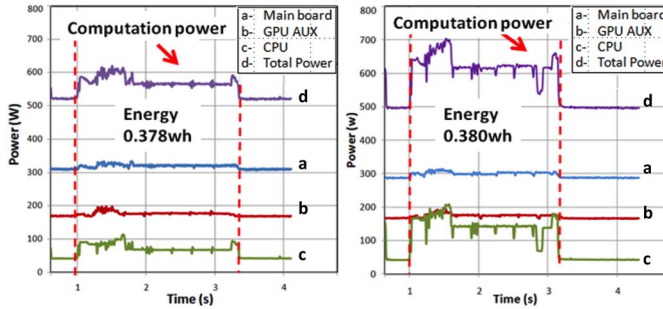 Computation power
a- Main board
b- GPU AUX
c- CPU
d- Total Power
800
700
600
500
400
300
200
100
0
Power (W)
d
Energy
0.378wh
a
b
c
1 2 3 4
Time (s)
Computation power
a- Main board
b- GPU AUX
c- CPU
d- Total Power
800
700
600
500
400
300
200
100
0
Power (w)
d
Energy
0.380wh
a
b
c
1 2 3 4
Time (s)